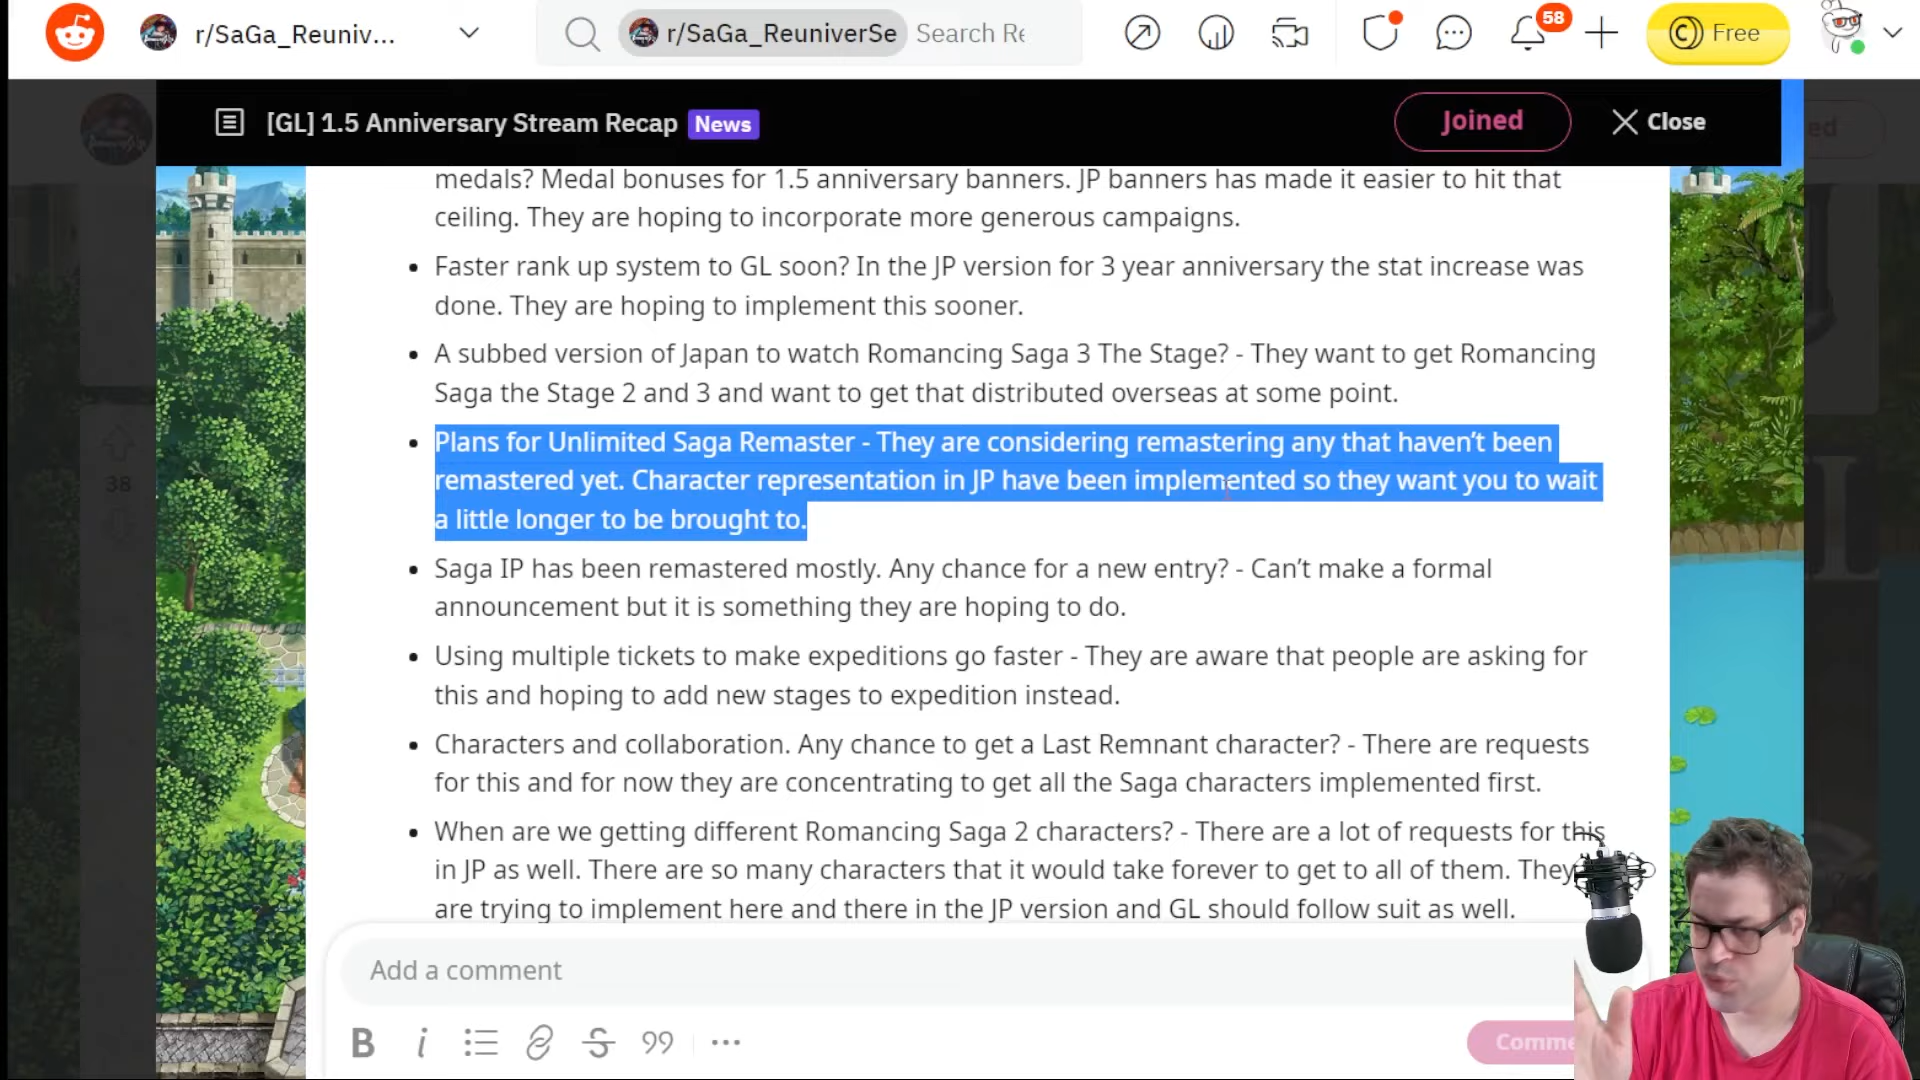 r/SaGa_Reuniv...
r/SaGa_ReuniverSe
Search Re
58
Free
[GL] 1.5 Anniversary Stream Recap
News
Joined
Close
medals? Medal bonuses for 1.5 anniversary banners. JP banners has made it easier to hit that
ceiling. They are hoping to incorporate more generous campaigns.
• Faster rank up system to GL soon? In the JP version for 3 year anniversary the stat increase was
done. They are hoping to implement this sooner.
• A subbed version of Japan to watch Romancing Saga 3 The Stage? - They want to get Romancing
Saga the Stage 2 and 3 and want to get that distributed overseas at some point.
• Plans for Unlimited Saga Remaster - They are considering remastering any that haven’t been
remastered yet. Character representation in JP have been implemented so they want you to wait
a little longer to be brought to.
38
• Saga IP has been remastered mostly. Any chance for a new entry? - Can’t make a formal
announcement but it is something they are hoping to do.
• Using multiple tickets to make expeditions go faster - They are aware that people are asking for
this and hoping to add new stages to expedition instead.
• Characters and collaboration. Any chance to get a Last Remnant character? - There are requests
for this and for now they are concentrating to get all the Saga characters implemented first.
• When are we getting different Romancing Saga 2 characters? - There are a lot of requests for this
in JP as well. There are so many characters that it would take forever to get to all of them. They
are trying to implement here and there in the JP version and GL should follow suit as well.
Add a comment
B i S 99 ...
Comme